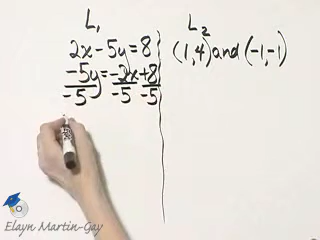 L₁
2x-5y=8
-5y=-2x+8
-5 -5 -5
L₂
(1,4) and (-1,-1)
Elayn Martin-Gay